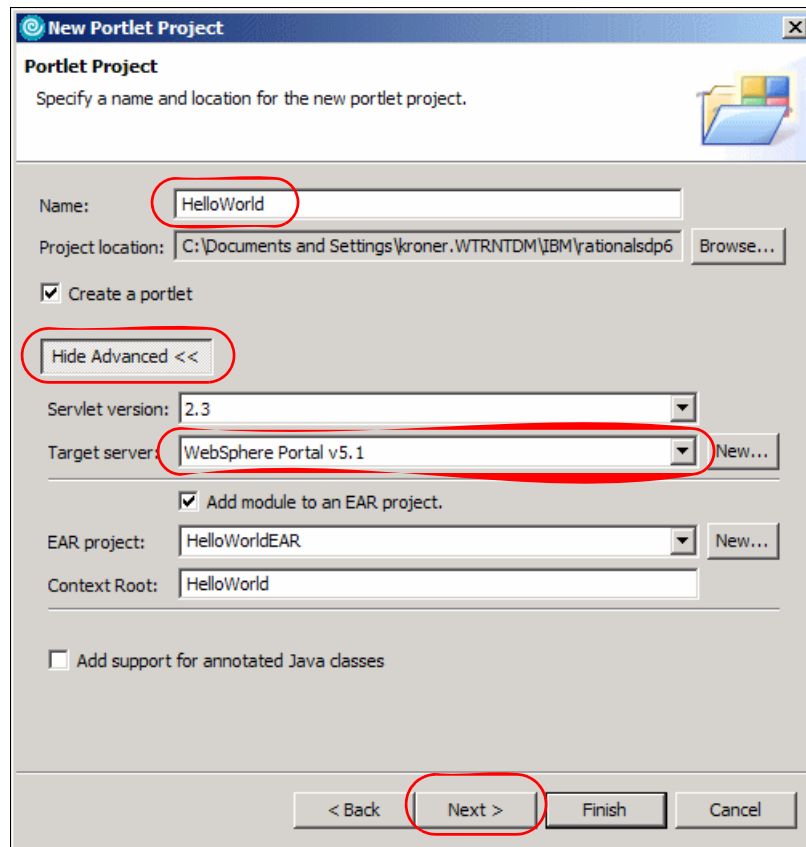 New Portlet Project
Portlet Project
Specify a name and location for the new portlet project.
Name: HelloWorld
Project location: C:\Documents and Settings\kroner.WTRNTDM\IBM\rationalsdp6 Browse...
Create a portlet
Hide Advanced <<
Servlet version: 2.3
Target server: WebSphere Portal v5.1 New...
Add module to an EAR project.
EAR project: HelloWorldEAR New...
Context Root: HelloWorld
Add support for annotated Java classes
< Back Next > Finish Cancel